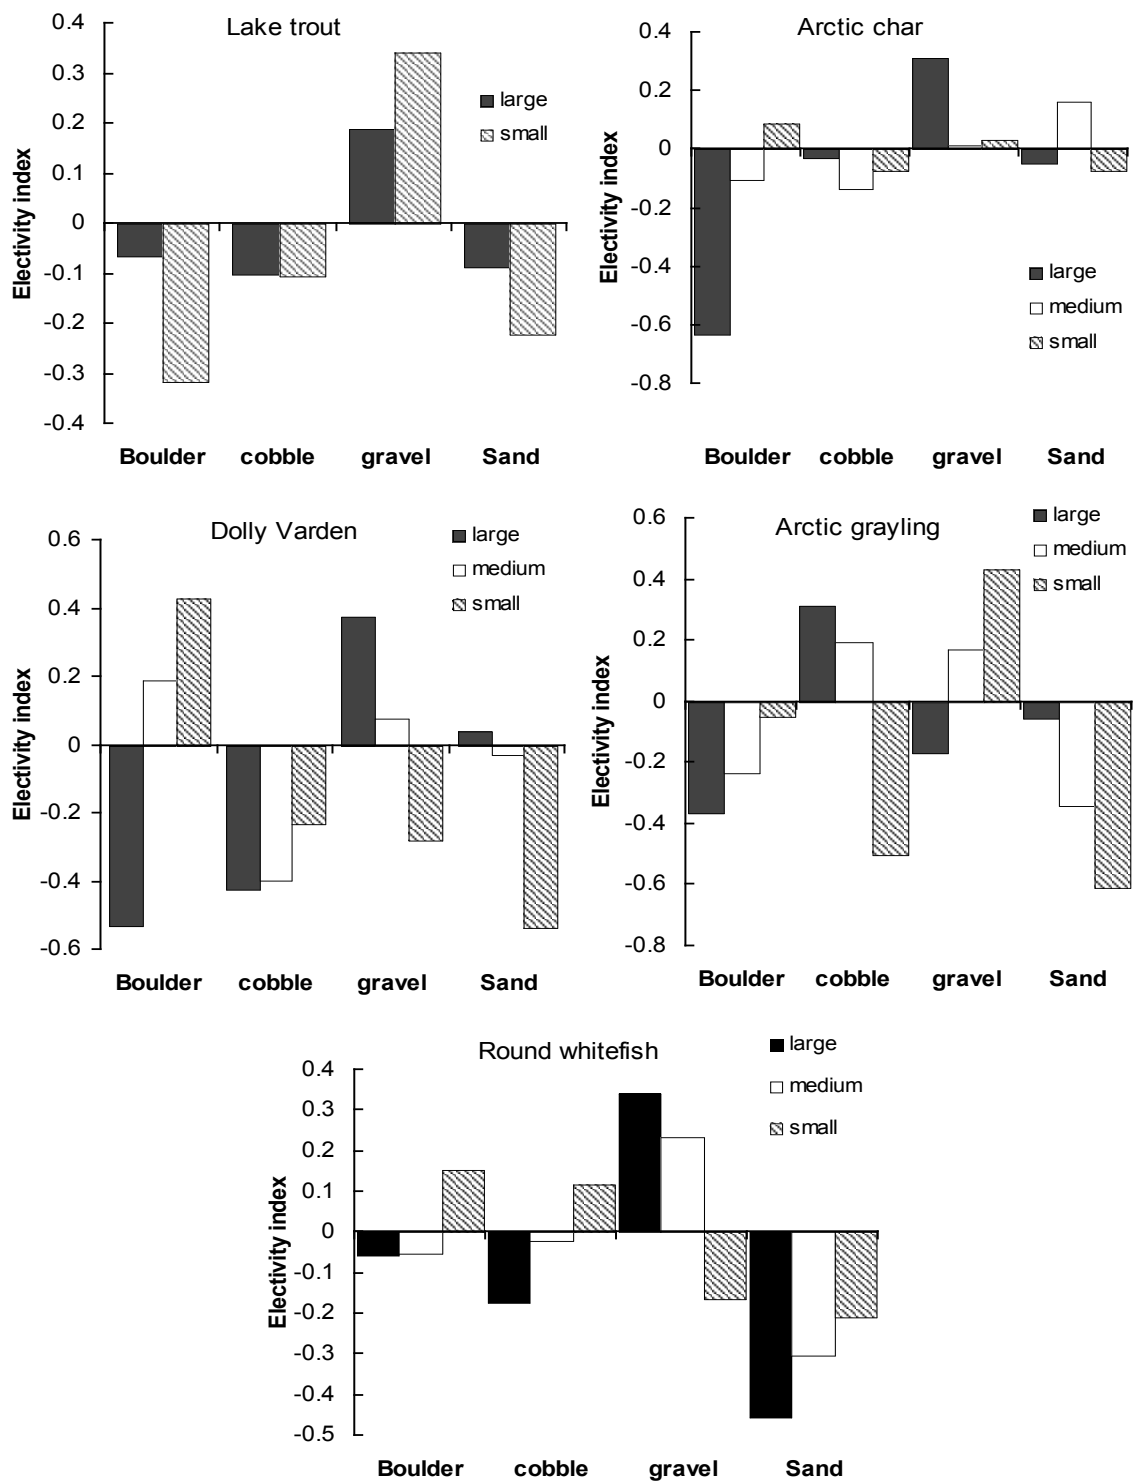 Lake trout
Electivity index
0.4
0.3
0.2
0.1
0
-0.1
-0.2
-0.3
-0.4
large
small
Boulder cobble gravel Sand
Arctic char
Electivity index
0.4
0.2
0
-0.2
-0.4
-0.6
-0.8
large
medium
small
Boulder cobble gravel Sand
Dolly Varden
Electivity index
0.6
0.4
0.2
0
-0.2
-0.4
-0.6
large
medium
small
Boulder cobble gravel Sand
Arctic grayling
Electivity index
0.6
0.4
0.2
0
-0.2
-0.4
-0.6
-0.8
large
medium
small
Boulder cobble gravel Sand
Round whitefish
Electivity index
0.4
0.3
0.2
0.1
0
-0.1
-0.2
-0.3
-0.4
-0.5
large
medium
small
Boulder cobble gravel Sand